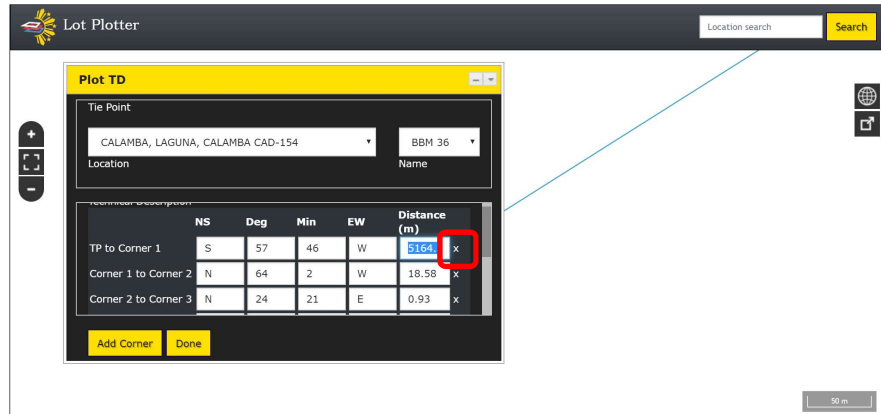 Lot Plotter
Location search Search
Plot TD
Tie Point
CALAMBA, LAGUNA, CALAMBA CAD-154 BBM 36
Location Name
Technical Description
NS Deg Min EW Distance (m)
TP to Corner 1 S 57 46 W 5164. x
Corner 1 to Corner 2 N 64 2 W 18.58 x
Corner 2 to Corner 3 N 24 21 E 0.93 x
Add Corner Done
50 m